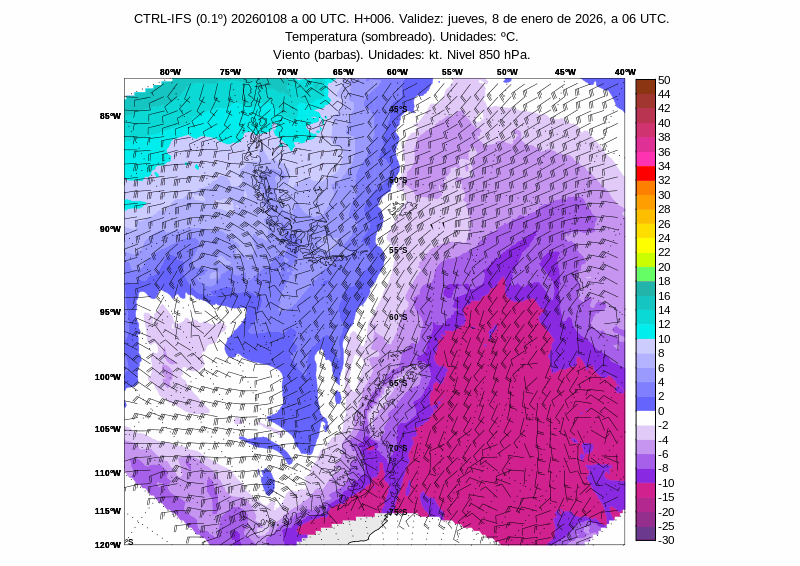 CTRL-IFS (0.1º) 20260108 a 00 UTC. H+006. Validez: jueves, 8 de enero de 2026, a 06 UTC.
Temperatura (sombreado). Unidades: ºC.
Viento (barbas). Unidades: kt. Nivel 850 hPa.
80°W 75°W 70°W 65°W 60°W 55°W 50°W 45°W 40°W
50
44
42
40
38
36
34
32
30
28
26
24
22
20
18
16
14
12
10
8
6
4
2
0
-2
-4
-6
-8
-10
-15
-20
-25
-30
85°W
90°W
95°W
100°W
105°W
110°W
115°W
120°W
45°S
50°S
55°S
60°S
65°S
70°S
75°S
°S